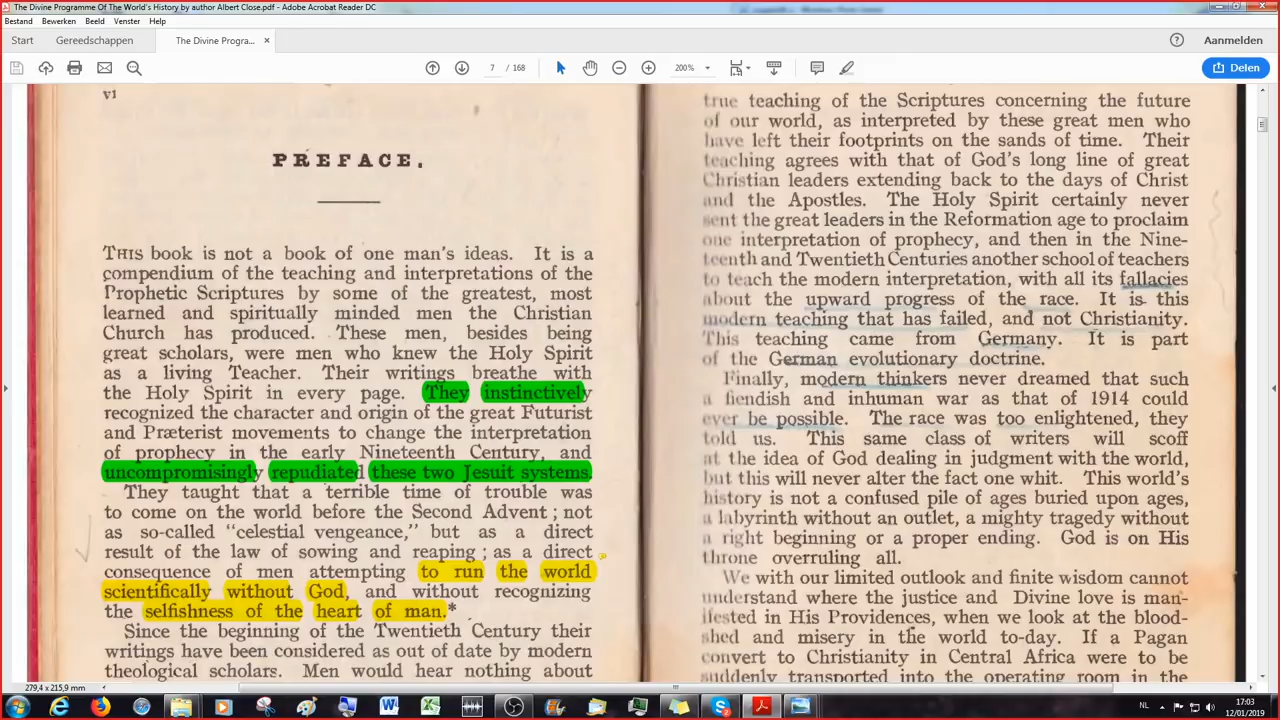 The Divine Programme Of The World's History by author Albert Close.pdf - Adobe Acrobat Reader DC
Bestand Bewerken Beeld Venster Help
Start Gereedschappen The Divine Progra... × Aanmelden
7 / 168 200% Delen
vi
PREFACE.
THIS book is not a book of one man's ideas. It is a
compendium of the teaching and interpretations of the
Prophetic Scriptures by some of the greatest, most
learned and spiritually minded men the Christian
Church has produced. These men, besides being
great scholars, were men who knew the Holy Spirit
as a living Teacher. Their writings breathe with
the Holy Spirit in every page. They instinctively
recognized the character and origin of the great Futurist
and Præterist movements to change the interpretation
of prophecy in the early Nineteenth Century, and
uncompromisingly repudiated these two Jesuit systems.
They taught that a terrible time of trouble was
to come on the world before the Second Advent; not
as so-called "celestial vengeance," but as a direct
result of the law of sowing and reaping; as a direct
consequence of men attempting to run the world
scientifically without God, and without recognizing
the selfishness of the heart of man.*
Since the beginning of the Twentieth Century their
writings have been considered as out of date by modern
theological scholars. Men would hear nothing about
true teaching of the Scriptures concerning the future
of our world, as interpreted by these great men who
have left their footprints on the sands of time. Their
teaching agrees with that of God's long line of great
Christian leaders extending back to the days of Christ
and the Apostles. The Holy Spirit certainly never
sent the great leaders in the Reformation age to proclaim
one interpretation of prophecy, and then in the Nine-
teenth and Twentieth Centuries another school of teachers
to teach the modern interpretation, with all its fallacies
about the upward progress of the race. It is this
modern teaching that has failed, and not Christianity.
This teaching came from Germany. It is part
of the German evolutionary doctrine.
Finally, modern thinkers never dreamed that such
a fiendish and inhuman war as that of 1914 could
ever be possible. The race was too enlightened, they
told us. This same class of writers will scoff
at the idea of God dealing in judgment with the world,
but this will never alter the fact one whit. This world's
history is not a confused pile of ages buried upon ages,
a labyrinth without an outlet, a mighty tragedy without
a right beginning or a proper ending. God is on His
throne overruling all.
We with our limited outlook and finite wisdom cannot
understand where the justice and Divine love is man-
ifested in His Providences, when we look at the blood-
shed and misery in the world to-day. If a Pagan
convert to Christianity in Central Africa were to be
suddenly transported into the operating room in the
279,4 x 215,9 mm
NL 17:03
12/01/2019